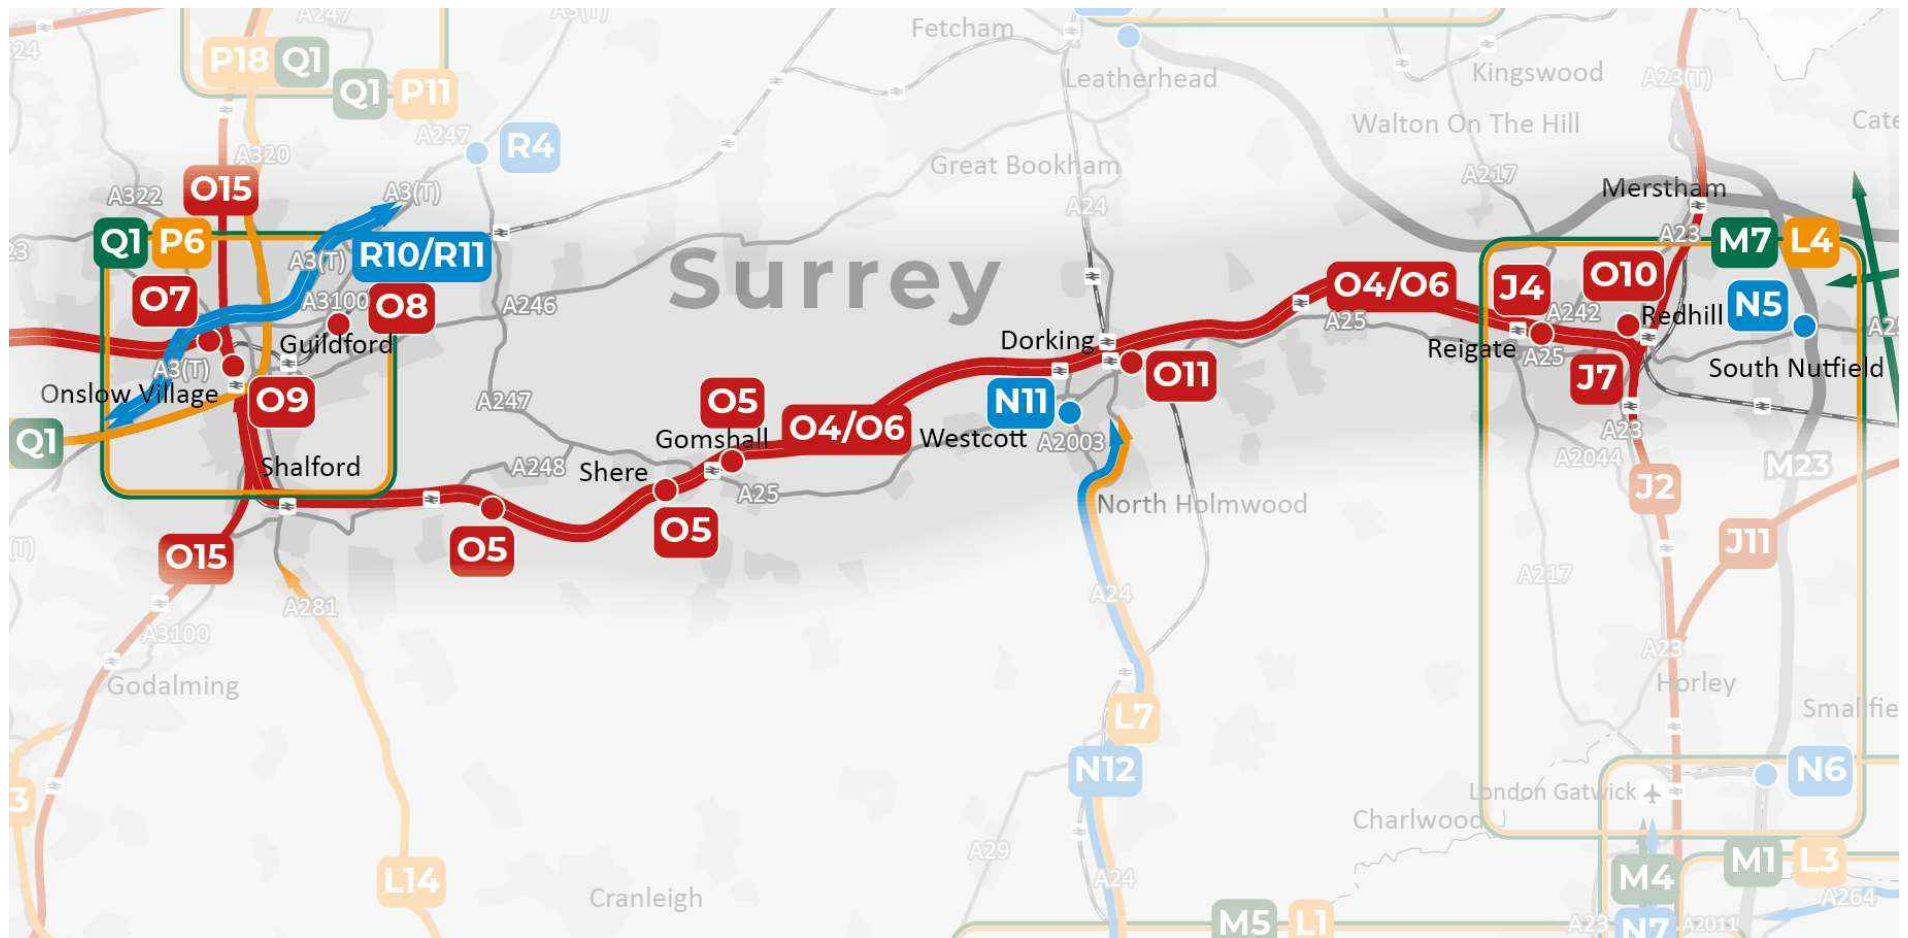 A247
A3(T)
Fetcham
24
P18
Q1
Leatherhead
Kingswood
A23(T)
Q1
P11
A247
R4
Walton On The Hill
A320
Great Bookham
A217
O15
A322
A3(T)
A24
Merstham
Q1
P6
R10/R11
A3(T)
Surrey
A23
M7
L4
23
O7
A3100
O8
A246
O4/O6
J4
O10
N5
A242
Redhill
Guildford
Dorking
A25
Reigate
A25
A3(T)
Onslow Village
O9
A247
O5
N11
O11
J7
South Nutfield
Q1
Gomshall
O4/O6
Westcott
A2003
A23
Shalford
A248
Shere
A25
A2044
M23
J2
North Holmwood
O15
O5
O5
J11
A281
A24
A217
A3100
A23
Godalming
Horley
L7
N12
N6
3
London Gatwick
Charlwood
A29
L14
A24
Cranleigh
M4
M1
L3
A264
M5
L1
A23
N7
A2011